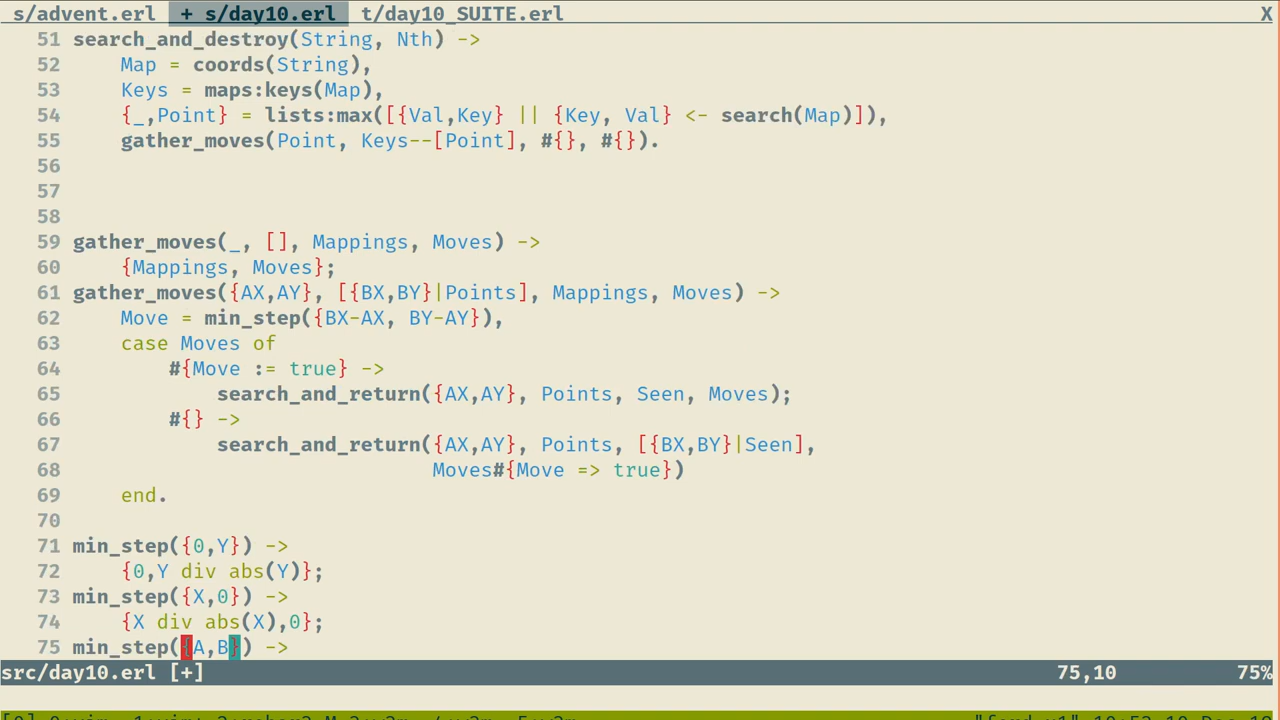 s/advent.erl + s/day10.erl t/day10_SUITE.erl X
51 search_and_destroy(String, Nth) ->
52     Map = coords(String),
53     Keys = maps:keys(Map),
54     {_,Point} = lists:max([{Val,Key} || {Key, Val} <- search(Map)]),
55     gather_moves(Point, Keys--[Point], #{}, #{}).
56
57
58
59 gather_moves(_, [], Mappings, Moves) ->
60     {Mappings, Moves};
61 gather_moves({AX,AY}, [{BX,BY}|Points], Mappings, Moves) ->
62     Move = min_step({BX-AX, BY-AY}),
63     case Moves of
64         #{Move := true} ->
65             search_and_return({AX,AY}, Points, Seen, Moves);
66         #{} ->
67             search_and_return({AX,AY}, Points, [{BX,BY}|Seen],
68                               Moves#{Move => true})
69     end.
70
71 min_step({0,Y}) ->
72     {0,Y div abs(Y)};
73 min_step({X,0}) ->
74     {X div abs(X),0};
75 min_step({A,B}) ->
src/day10.erl [+] 75,10 75%